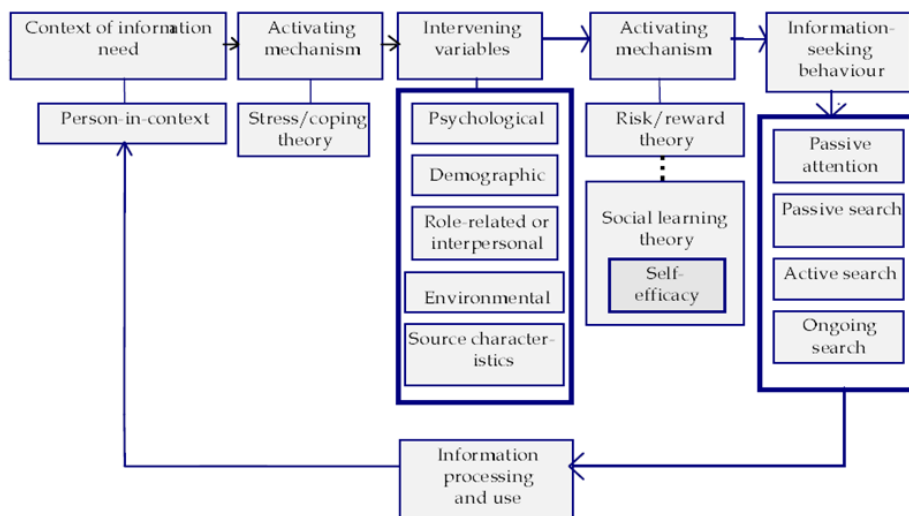 Context of information
need
Activating
mechanism
Intervening
variables
Activating
mechanism
Information-
seeking
behaviour
Person-in-context
Stress/coping
theory
Psychological
Demographic
Role-related or
interpersonal
Environmental
Source character-
istics
Risk/reward
theory
Social learning
theory
Self-
efficacy
Passive
attention
Passive search
Active search
Ongoing
search
Information
processing
and use